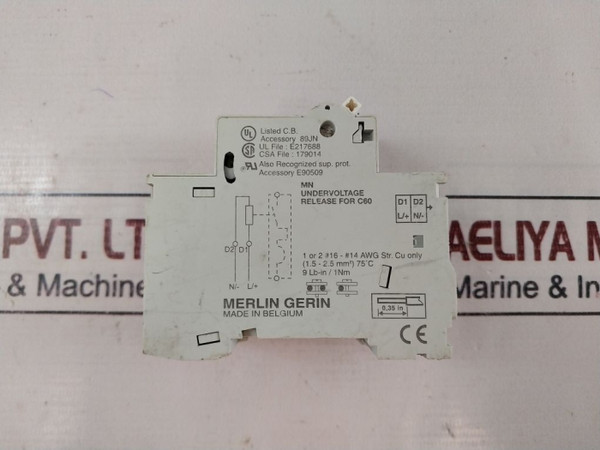 Listed C.B.
Accessory 89JN
UL File : E217688
CSA File : 179014
Also Recognized sup. prot.
Accessory E90509
MN
UNDERVOLTAGE
RELEASE FOR C60
D1 D2
L/+ N/-
D2 D1
N/- L/+
1 or 2 #16 - #14 AWG Str. Cu only
(1.5 - 2.5 mm²) 75°C
9 Lb-in / 1Nm
MERLIN GERIN
MADE IN BELGIUM
0,35 in
CE
PVT. LT
AELIYA M
& Machine
Marine & In